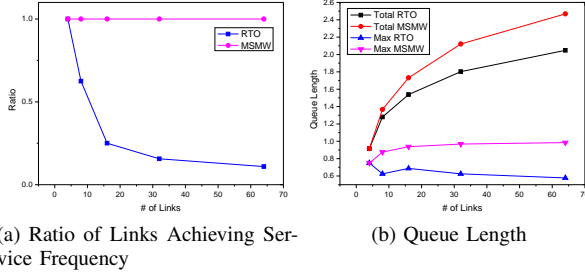 1.0
0.5
0.0
Ratio
0 10 20 30 40 50 60 70
# of Links
RTO
MSMW
(a) Ratio of Links Achieving Ser-
vice Frequency
2.6
2.4
2.2
2.0
1.8
1.6
1.4
1.2
1.0
0.8
0.6
Queue Length
0 10 20 30 40 50 60 70
# of Links
Total RTO
Total MSMW
Max RTO
Max MSMW
(b) Queue Length